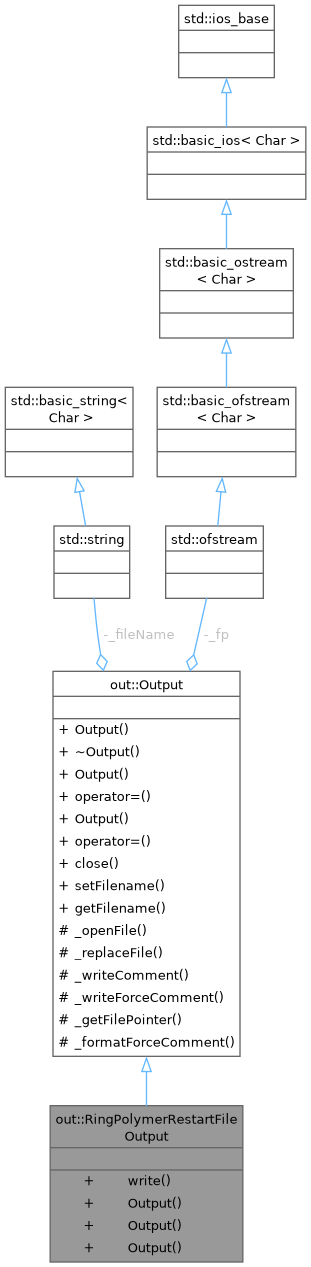 std::ios_base
std::basic_ios< Char >
std::basic_ostream
< Char >
std::basic_string<
Char >
std::basic_ofstream
< Char >
std::string
std::ofstream
-_fileName
-_fp
out::Output
+ Output()
+ ~Output()
+ Output()
+ operator=()
+ Output()
+ operator=()
+ close()
+ setFilename()
+ getFilename()
# _openFile()
# _replaceFile()
# _writeComment()
# _writeForceComment()
# _getFilePointer()
# _formatForceComment()
out::RingPolymerRestartFile
Output
+ write()
+ Output()
+ Output()
+ Output()